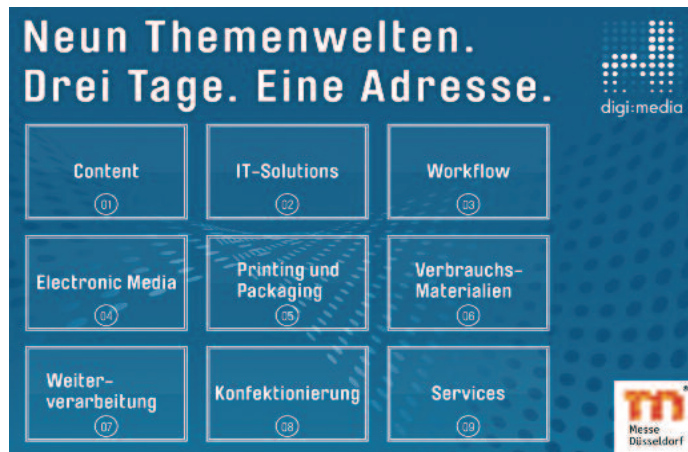 Neun Themenwelten.
Drei Tage. Eine Adresse.
digi:media
Content
01
IT-Solutions
02
Workflow
03
Electronic Media
04
Printing und
Packaging
05
Verbrauchs-
Materialien
06
Weiter-
verarbeitung
07
Konfektionierung
08
Services
09
Messe
Düsseldorf